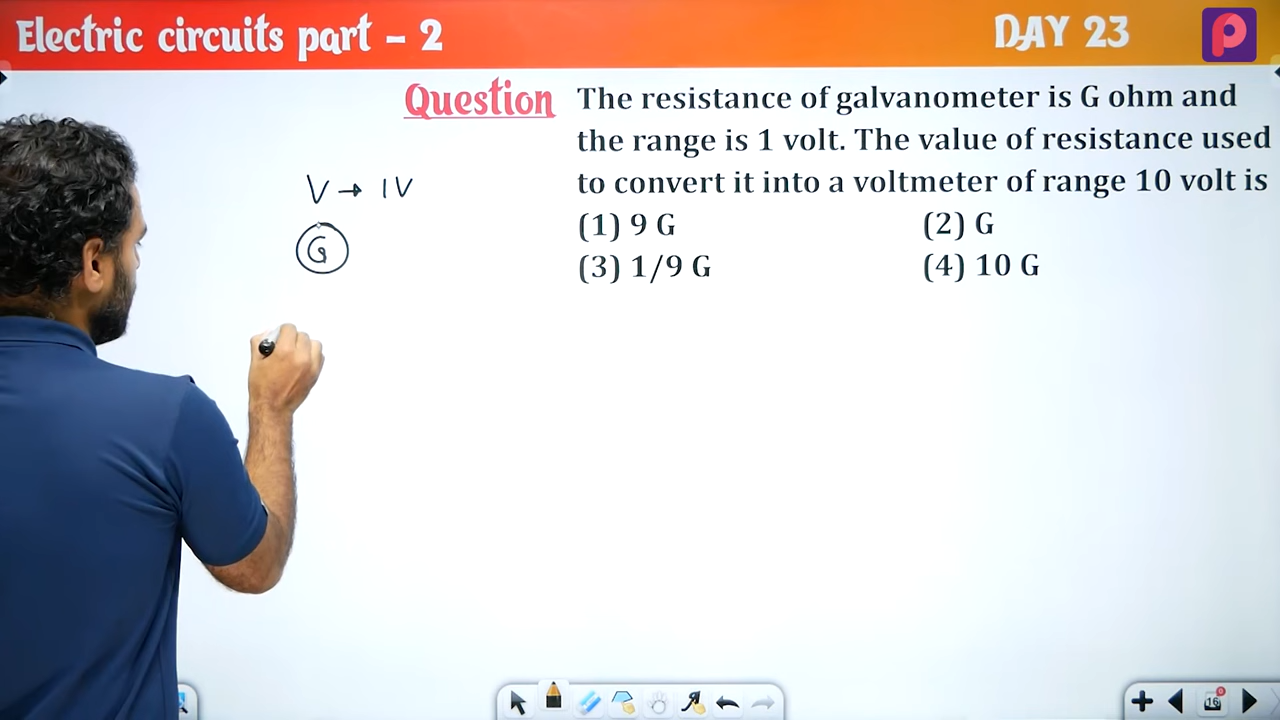 Electric circuits part – 2
DAY 23
Question
The resistance of galvanometer is G ohm and
the range is 1 volt. The value of resistance used
to convert it into a voltmeter of range 10 volt is
(1) 9 G
(2) G
(3) 1/9 G
(4) 10 G
V → 1V
G
16